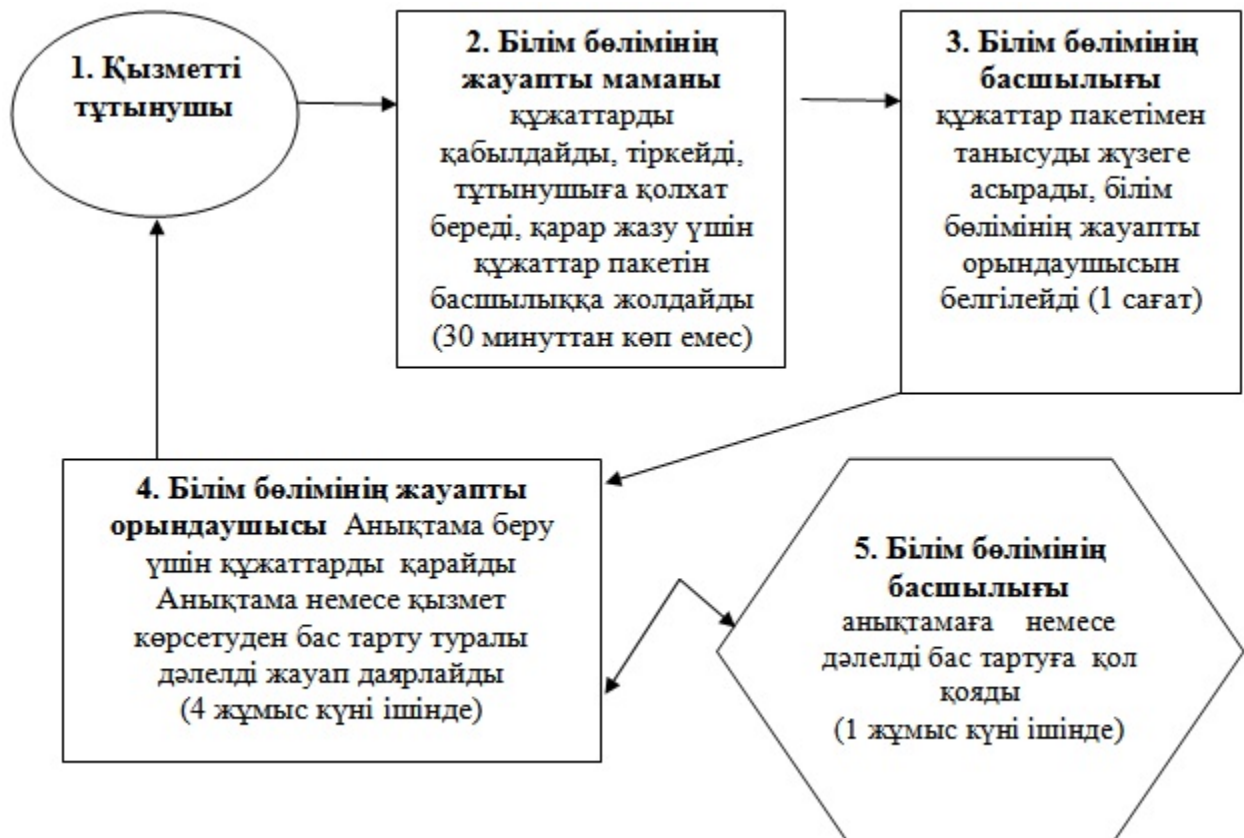 1. Қызметті
тұтынушы
2. Білім бөлімінің
жауапты маманы
құжаттарды
қабылдайды, тіркейді,
тұтынушыға қолхат
береді, қарар жазу үшін
құжаттар пакетін
басшылыққа жолдайды
(30 минуттан көп емес)
3. Білім бөлімінің
басшылығы
құжаттар пакетімен
танысуды жүзеге
асырады, білім
бөлімінің жауапты
орындаушысын
белгілейді (1 сағат)
4. Білім бөлімінің жауапты
орындаушысы Анықтама беру
үшін құжаттарды қарайды
Анықтама немесе қызмет
көрсетуден бас тарту туралы
дәлелді жауап даярлайды
(4 жұмыс күні ішінде)
5. Білім бөлімінің
басшылығы
анықтамаға немесе
дәлелді бас тартуға қол
қояды
(1 жұмыс күні ішінде)